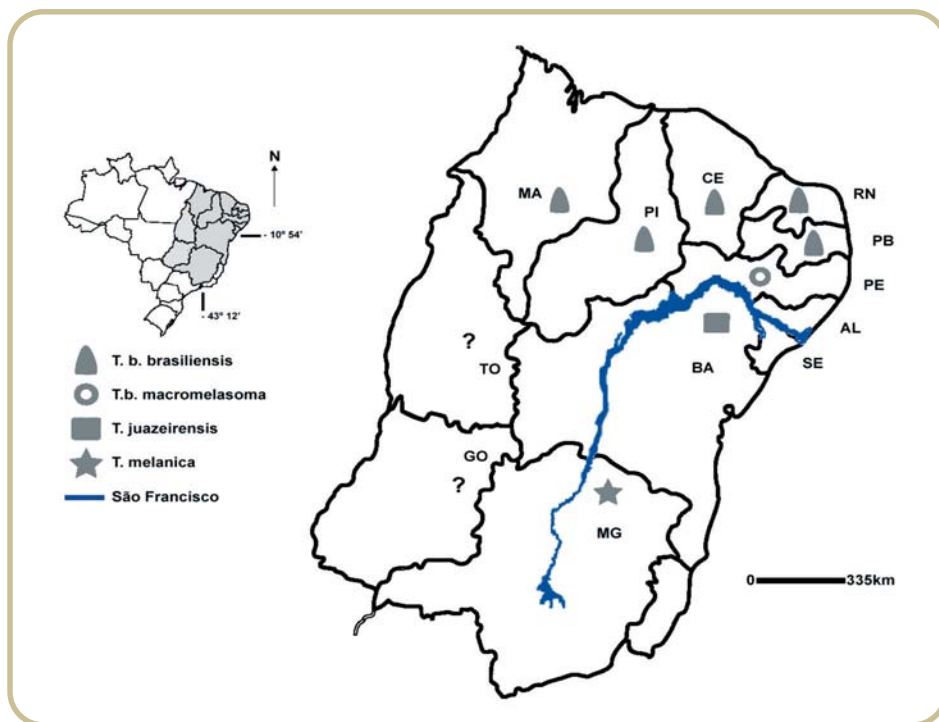 N
- 10° 54'
- 43° 12'
T. b. brasiliensis
T.b. macromelasoma
T. juazeirensis
T. melanica
São Francisco
MA
PI
CE
RN
PB
PE
AL
SE
BA
?
TO
GO
?
MG
0 335km